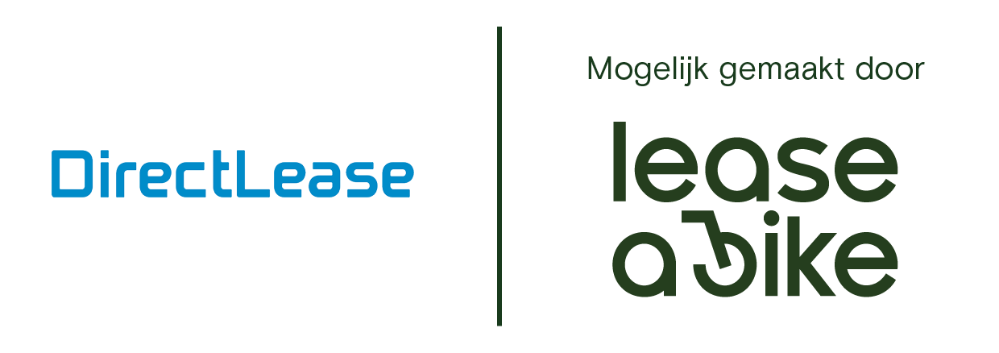 DirectLease
Mogelijk gemaakt door
lease
a bike